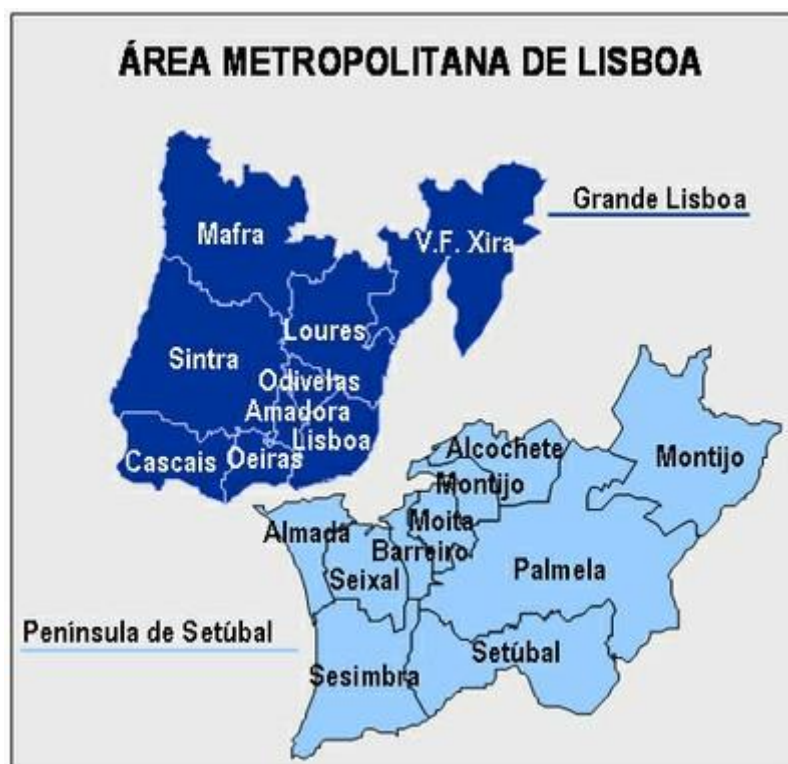 ÁREA METROPOLITANA DE LISBOA
Grande Lisboa
Mafra
V.F. Xira
Loures
Sintra
Odivelas
Amadora
Lisboa
Cascais
Oeiras
Alcochete
Montijo
Montijo
Moita
Almada
Barreiro
Seixal
Palmela
Península de Setúbal
Setúbal
Sesimbra